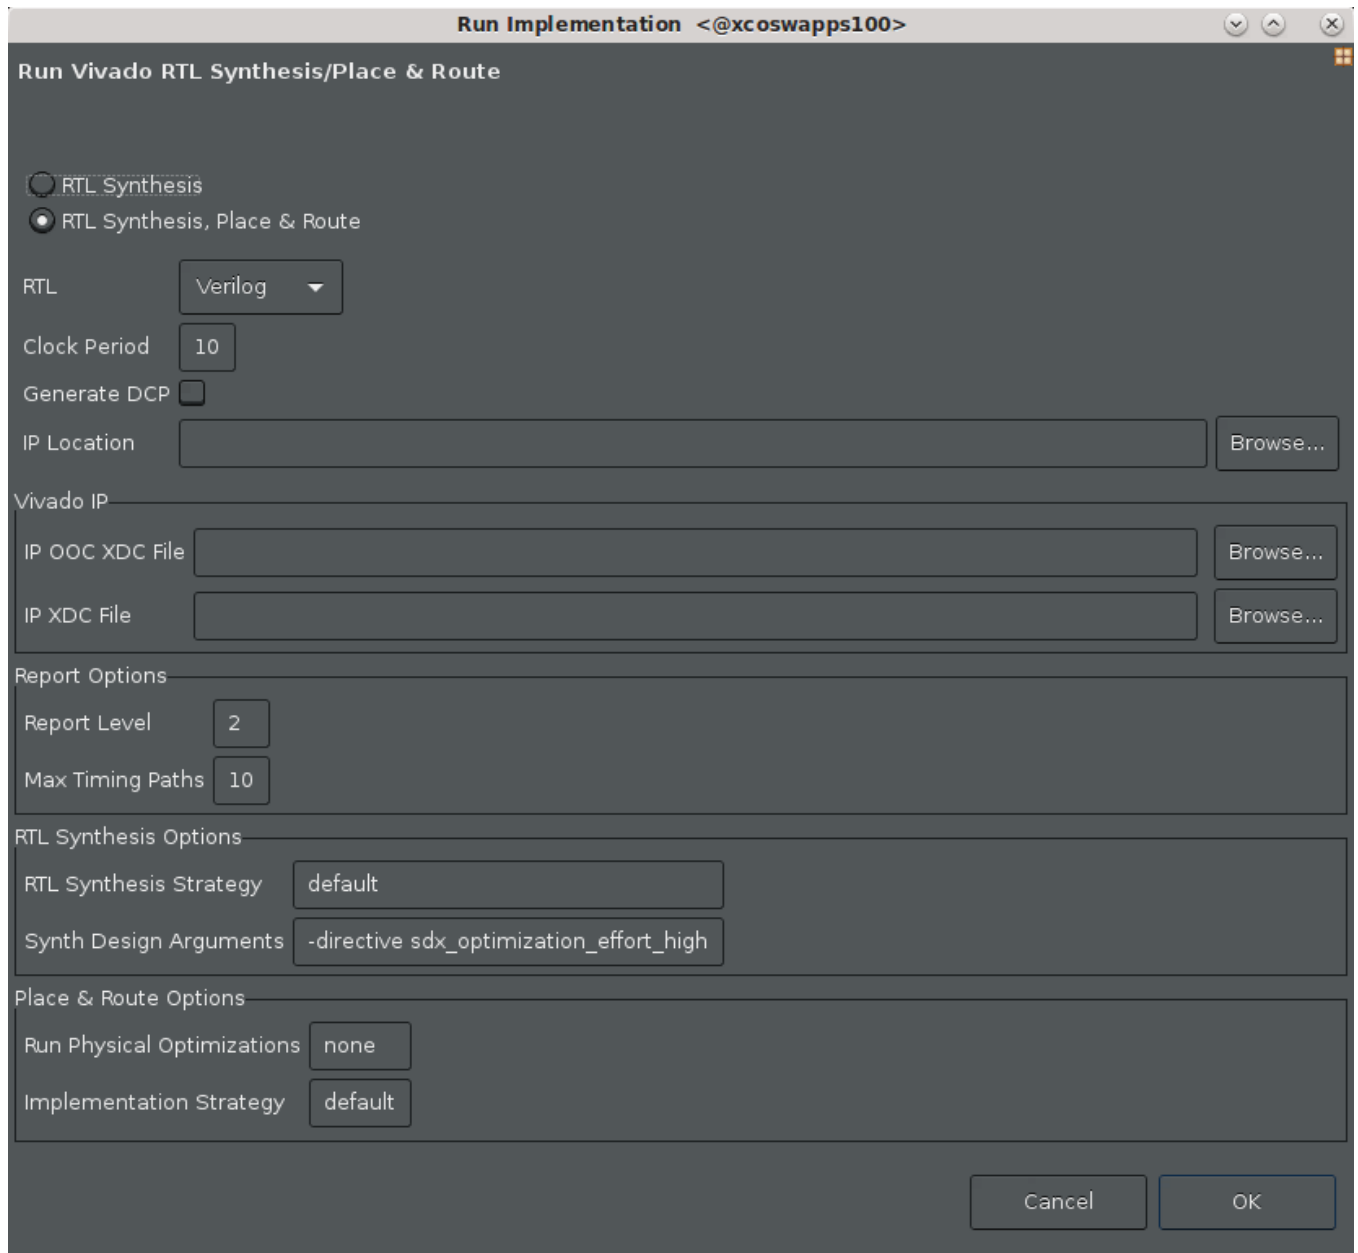 Run Implementation <@xcoswapps100>
Run Vivado RTL Synthesis/Place & Route
RTL Synthesis
RTL Synthesis, Place & Route
RTL Verilog
Clock Period 10
Generate DCP
IP Location Browse...
Vivado IP
IP OOC XDC File Browse...
IP XDC File Browse...
Report Options
Report Level 2
Max Timing Paths 10
RTL Synthesis Options
RTL Synthesis Strategy default
Synth Design Arguments -directive sdx_optimization_effort_high
Place & Route Options
Run Physical Optimizations none
Implementation Strategy default
Cancel OK